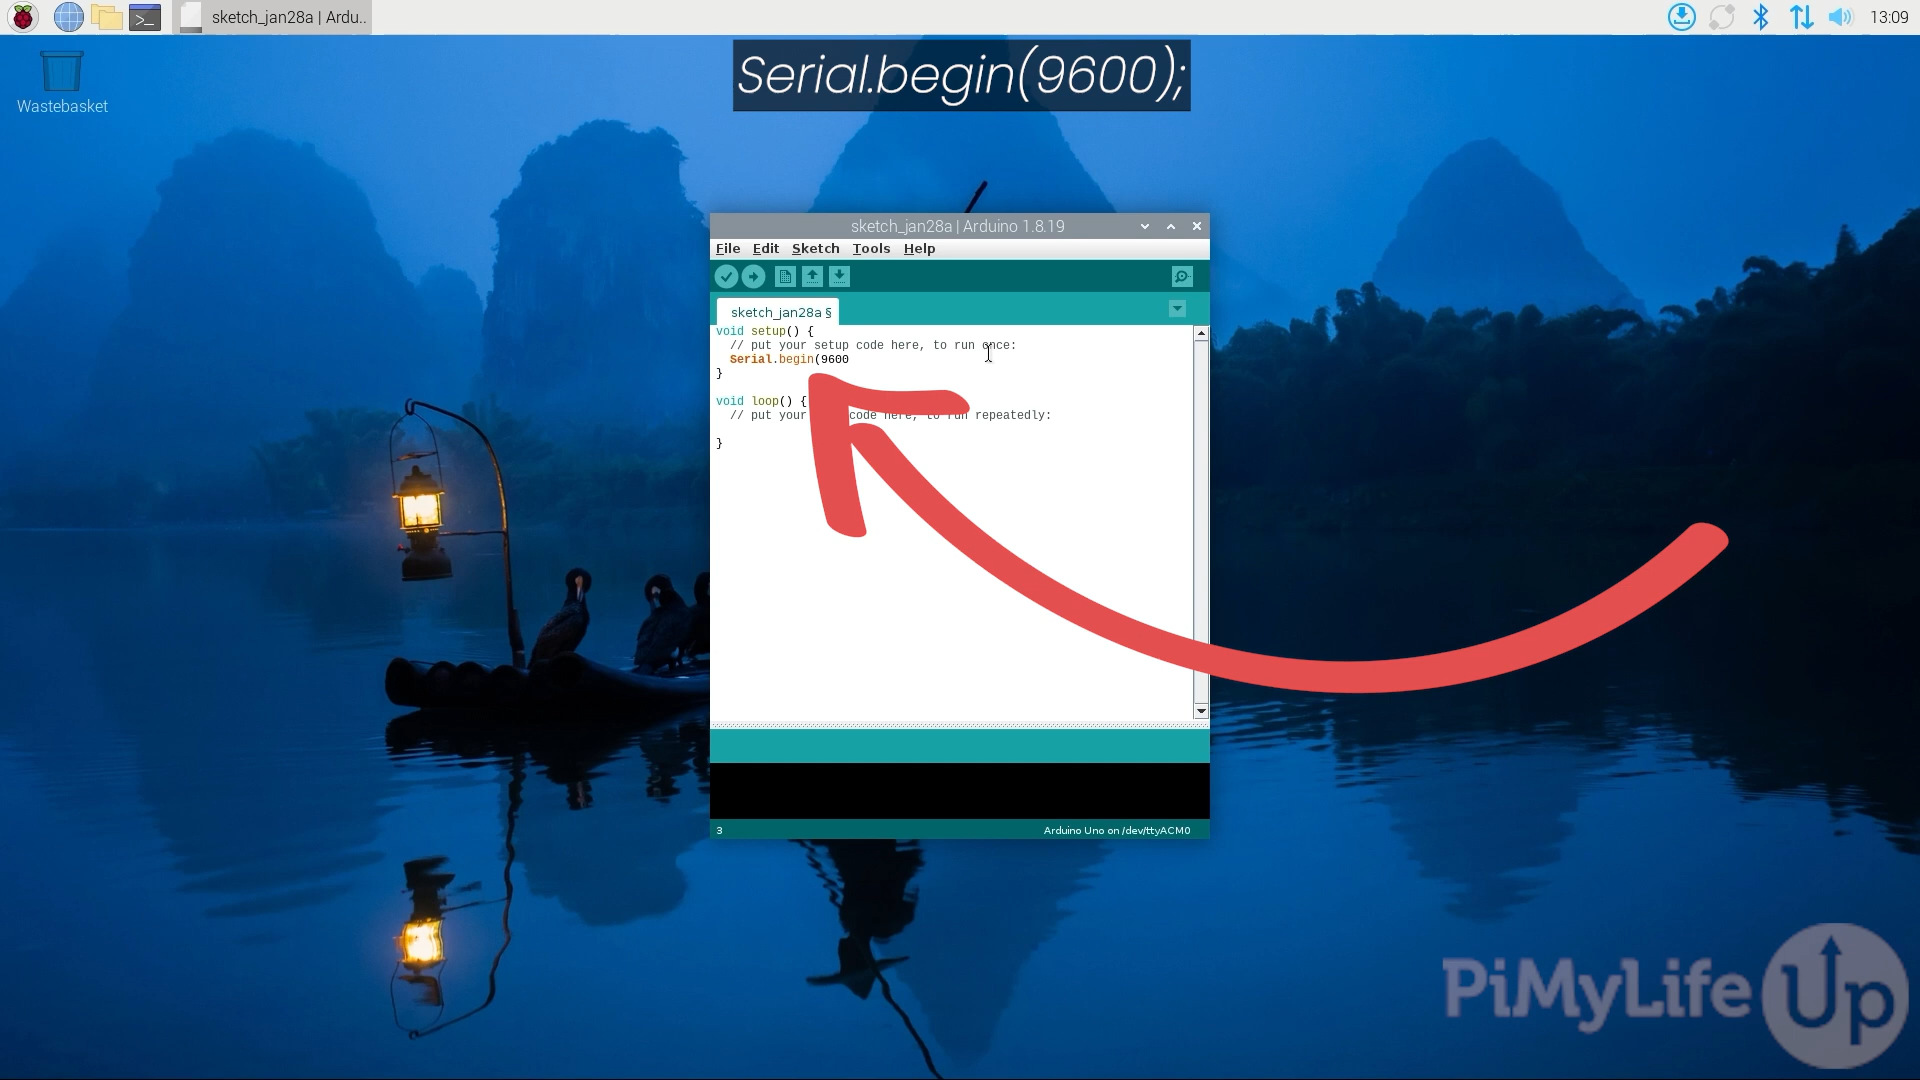 sketch_jan28a | Ardu..
13:09
Wastebasket
Serial.begin(9600);
sketch_jan28a | Arduino 1.8.19
File Edit Sketch Tools Help
sketch_jan28a §
void setup() {
// put your setup code here, to run once:
Serial.begin(9600
}
void loop() {
// put your code here, to run repeatedly:
}
3
Arduino Uno on /dev/ttyACM0
PiMyLifeUp